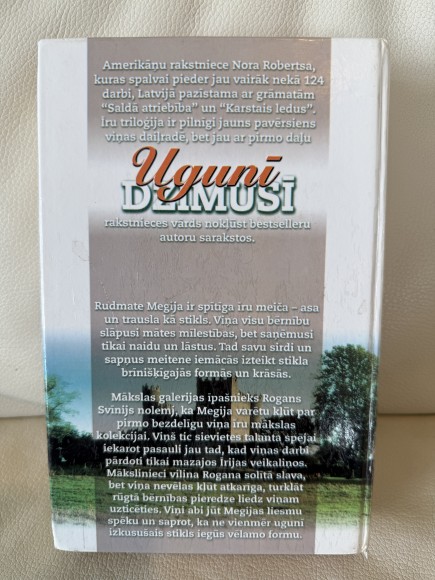 Amerikāņu rakstniece Nora Robertsa,
kuras spalvai pieder jau vairāk nekā 124
darbi, Latvijā pazīstama ar grāmatām
“Saldā atriebība” un “Karstais ledus”.
Īru triloģija ir pilnīgi jauns pavērsiens
viņas daiļradē, bet jau ar pirmo daļu
Ugunī
DZIMUSĪ
rakstnieces vārds nokļūst bestselleru
autoru sarakstos.
Rudmate Megija ir spītīga īru meiča – asa
un trausla kā stikls. Viņa visu bērnību
slāpusi mātes mīlestības, bet saņēmusi
tikai naidu un lāstus. Tad savu sirdi un
sapņus meitene iemācās izteikt stikla
brīnišķīgajās formās un krāsās.
Mākslas galerijas īpašnieks Rogans
Svīnijs nolemj, ka Megija varētu kļūt par
pirmo bezdelīgu viņa īru mākslas
kolekcijai. Viņš tic sievietes talanta spējai
iekarot pasauli jau tad, kad viņas darbi
pārdoti tikai mazajos Īrijas veikaliņos.
Mākslinieci vilina Rogana solītā slava,
bet viņa nevēlas kļūt atkarīga, turklāt
rūgtā bērnības pieredze liedz viņam
uzticēties. Viņi abi jūt Megijas liesmu
spēku un saprot, ka ne vienmēr ugunī
izkusušais stikls iegūs vēlamo formu.